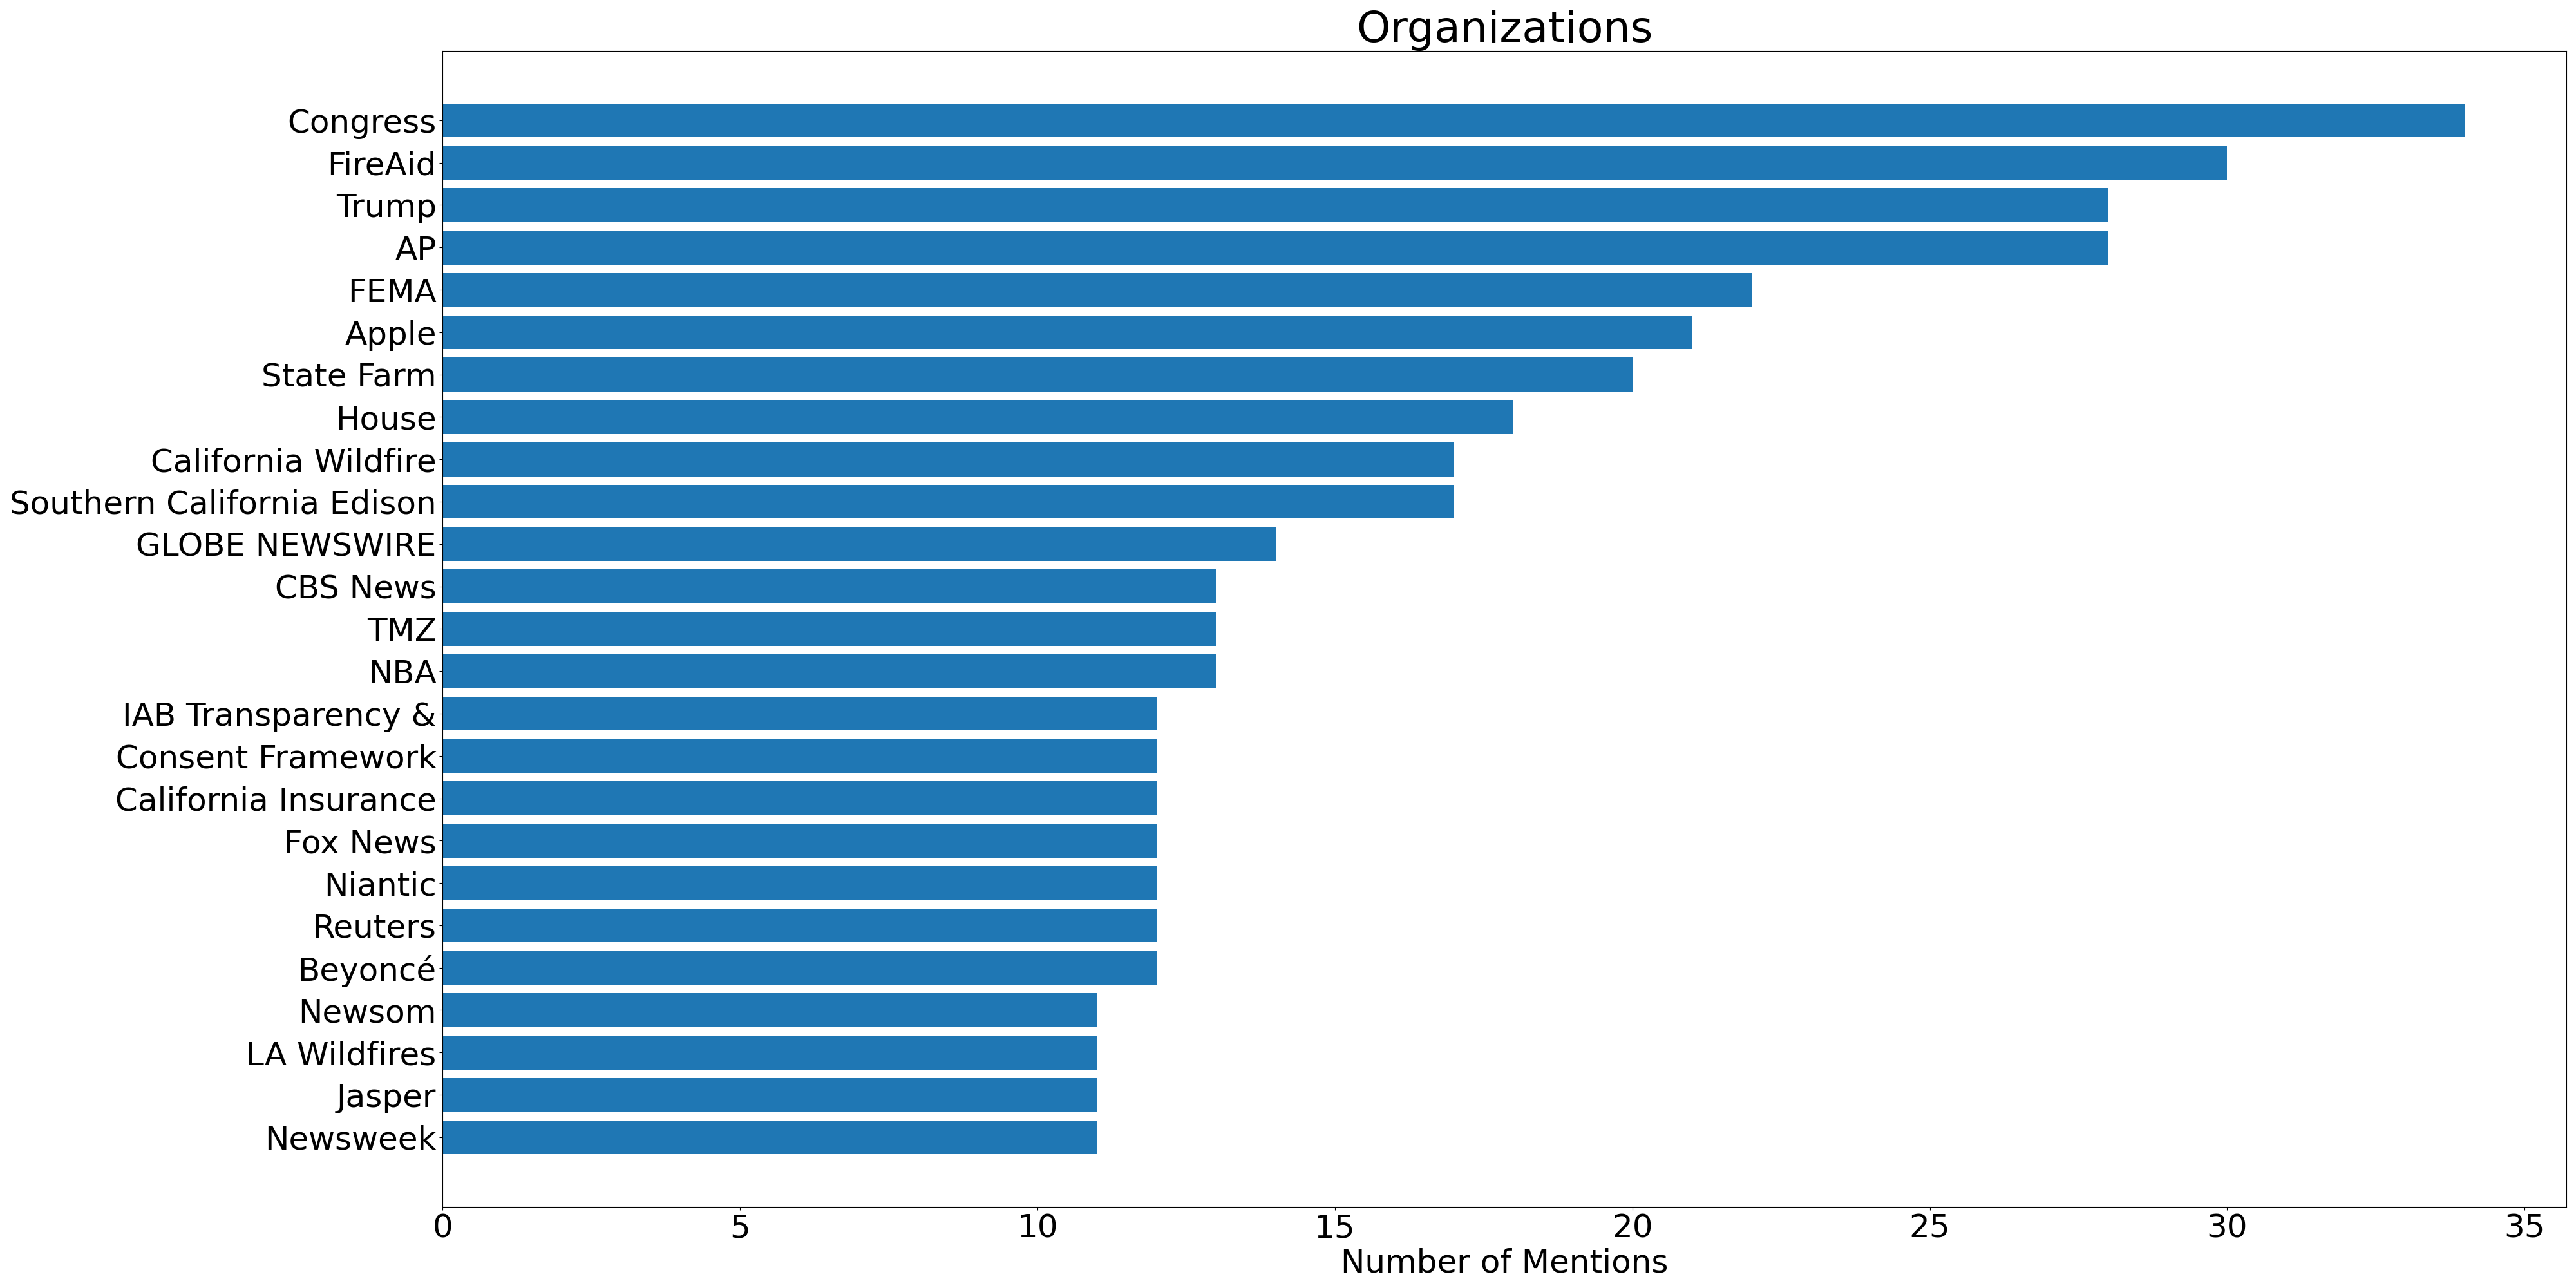 Organizations
Congress
FireAid
Trump
AP
FEMA
Apple
State Farm
House
California Wildfire
Southern California Edison
GLOBE NEWSWIRE
CBS News
TMZ
NBA
IAB Transparency &
Consent Framework
California Insurance
Fox News
Niantic
Reuters
Beyoncé
Newsom
LA Wildfires
Jasper
Newsweek
0 5 10 15 20 25 30 35
Number of Mentions